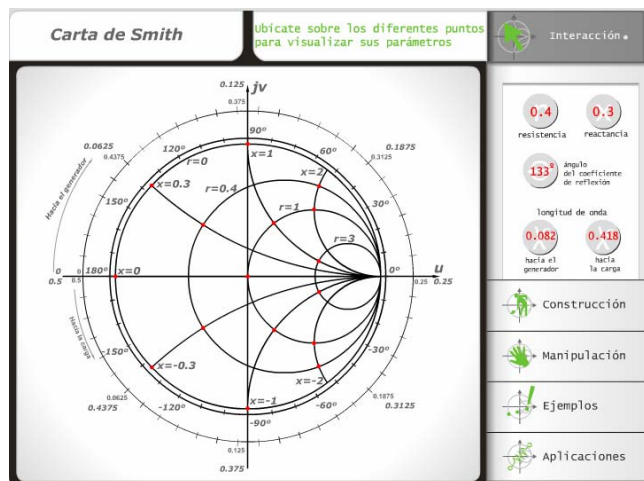 Carta de Smith
Ubícate sobre los diferentes puntos
para visualizar sus parámetros
Interacción
0.4
0.3
resistencia
reactancia
133º
ángulo
del coeficiente
de reflexión
longitud de onda
0.082
0.418
hacia el
generador
hacia
la carga
Construcción
Manipulación
Ejemplos
Aplicaciones
0.125
jv
0.375
0.0625
0.4375
0.1875
0.3125
90º
120º
60º
r=0
x=1
x=2
x=0.3
r=0.4
150º
30º
r=1
r=3
Hacia el generador
u
0
0.5
0
0.5
180º
x=0
0º
0.25
0.25
Hacia la carga
-150º
-30º
x=-0.3
x=-2
x=-1
-120º
-60º
-90º
0.0625
0.4375
0.1875
0.3125
0.125
0.375